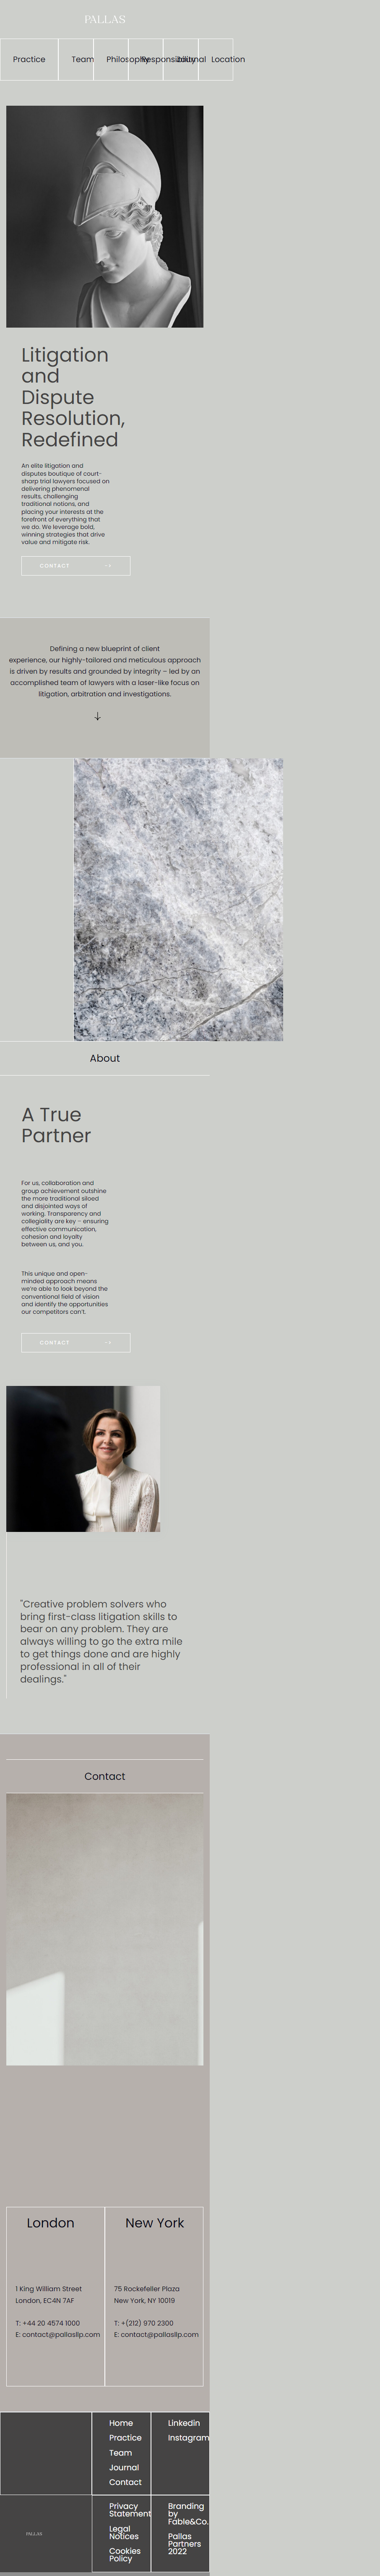 PALLAS
Practice
Team
Philosophy
Responsibility
Journal
Location
Litigation
and
Dispute
Resolution,
Redefined
An elite litigation and
disputes boutique of court-
sharp trial lawyers focused on
delivering phenomenal
results, challenging
traditional notions, and
placing your interests at the
forefront of everything that
we do. We leverage bold,
winning strategies that drive
value and mitigate risk.
CONTACT
Defining a new blueprint of client
experience, our highly-tailored and meticulous approach
is driven by results and grounded by integrity – led by an
accomplished team of lawyers with a laser-like focus on
litigation, arbitration and investigations.
About
A True
Partner
For us, collaboration and
group achievement outshine
the more traditional siloed
and disjointed ways of
working. Transparency and
collegiality are key – ensuring
effective communication,
cohesion and loyalty
between us, and you.
This unique and open-
minded approach means
we're able to look beyond the
conventional field of vision
and identify the opportunities
our competitors can't.
CONTACT
"Creative problem solvers who
bring first-class litigation skills to
bear on any problem. They are
always willing to go the extra mile
to get things done and are highly
professional in all of their
dealings."
Contact
London
1 King William Street
London, EC4N 7AF
T: +44 20 4574 1000
E: contact@pallasllp.com
New York
75 Rockefeller Plaza
New York, NY 10019
T: +(212) 970 2300
E: contact@pallasllp.com
Home
Practice
Team
Journal
Contact
Linkedin
Instagram
PALLAS
Privacy
Statement
Legal
Notices
Cookies
Policy
Branding
by
Fable&Co.
Pallas
Partners
2022